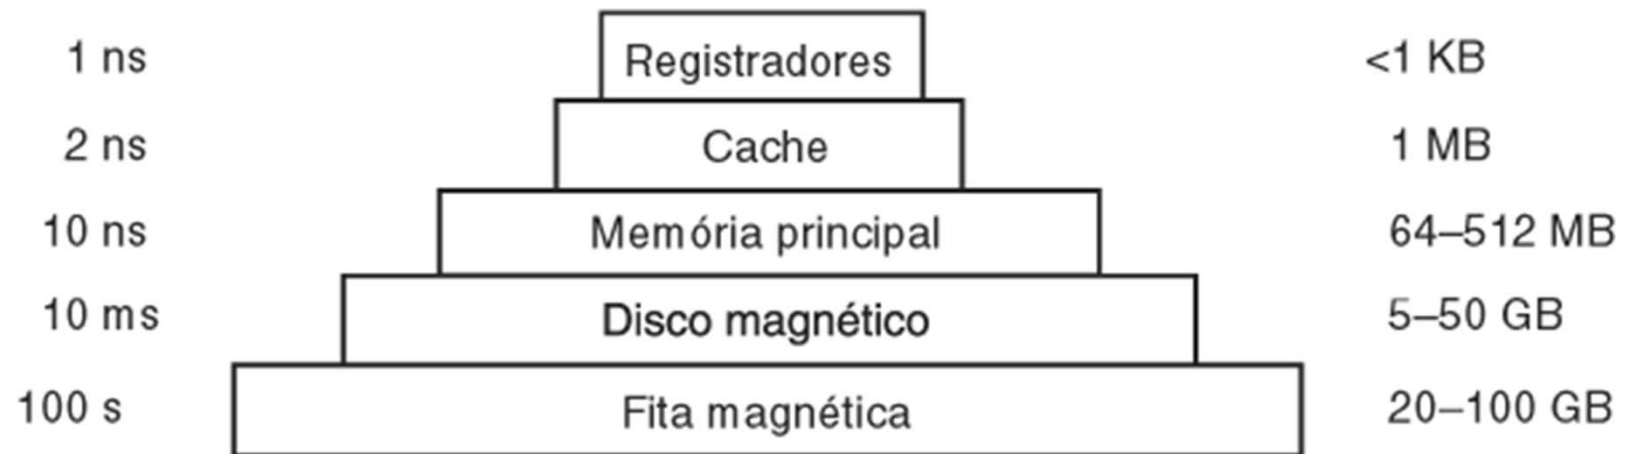 1 ns Registradores <1 KB
2 ns Cache 1 MB
10 ns Memória principal 64–512 MB
10 ms Disco magnético 5–50 GB
100 s Fita magnética 20–100 GB